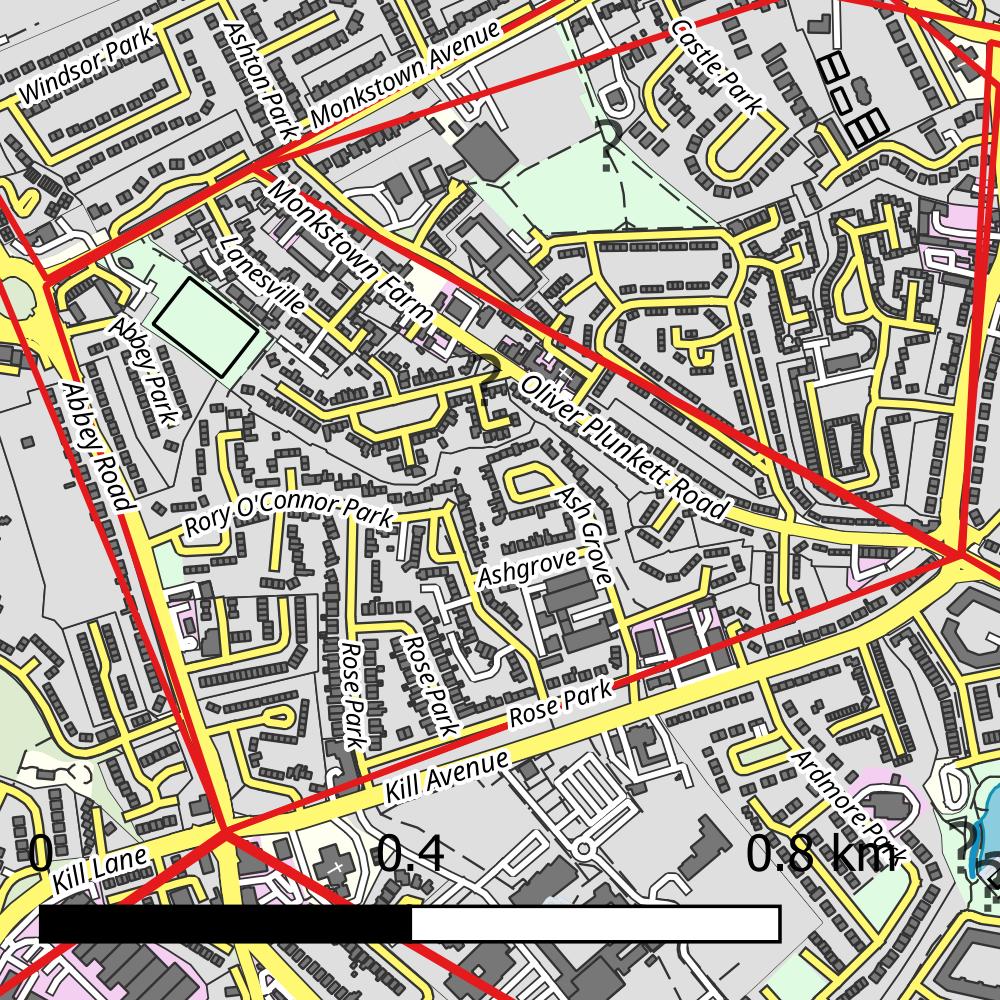 Windsor Park
Ashton Park
Monkstown Avenue
Castle Park
?
Monkstown Farm
Lanesville
Abbey Park
Abbey Road
?
Oliver Plunkett Road
Rory O'Connor Park
Ash Grove
Ashgrove
Rose Park
Rose Park
Rose Park
Kill Avenue
Ardmore Park
Kill Lane
?
?
0 0.4 0.8 km